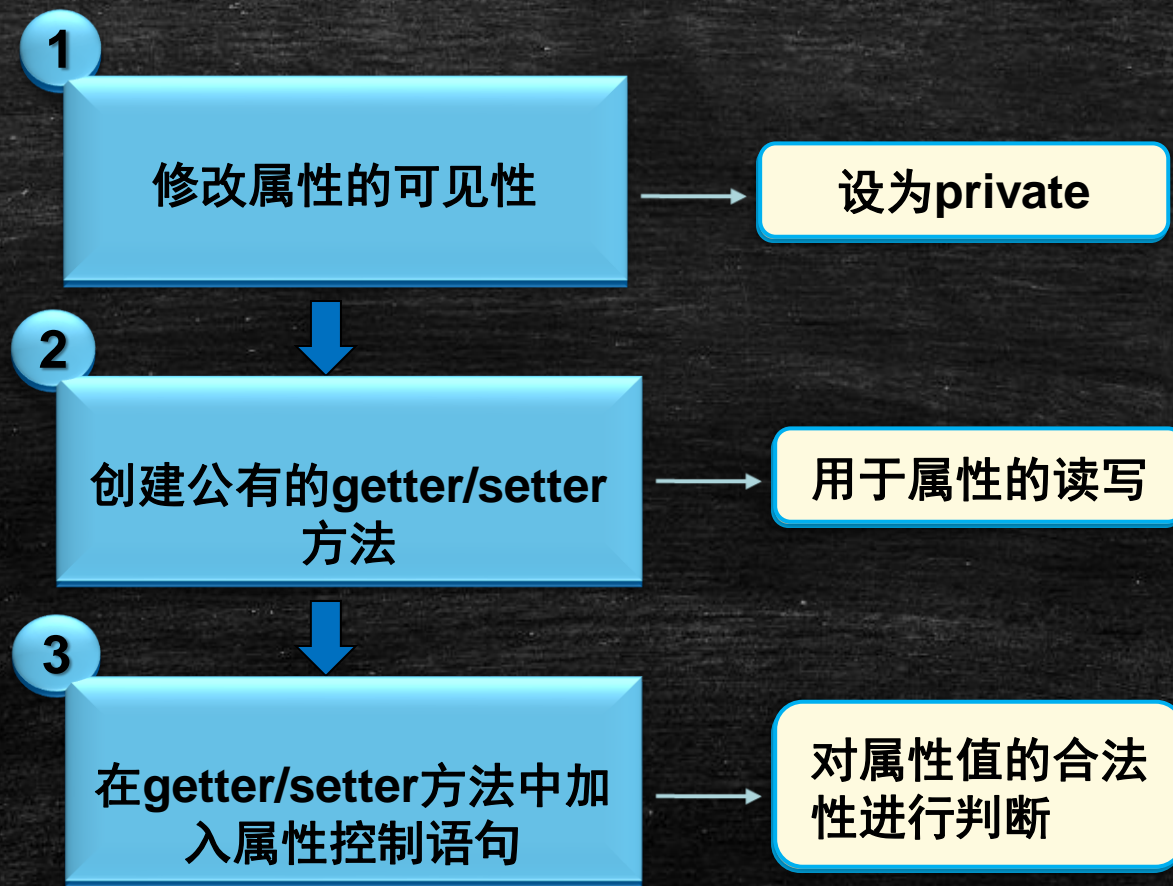 1
修改属性的可见性
设为private
2
创建公有的getter/setter
方法
用于属性的读写
3
在getter/setter方法中加
入属性控制语句
对属性值的合法
性进行判断